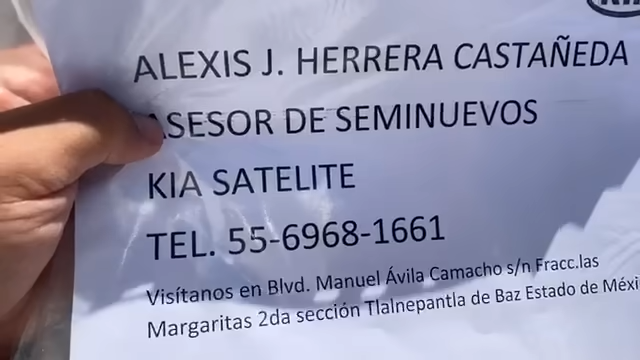 ALEXIS J. HERRERA CASTAÑEDA
ASESOR DE SEMINUEVOS
KIA SATELITE
TEL. 55-6968-1661
Visítanos en Blvd. Manuel Ávila Camacho s/n Fracc.las
Margaritas 2da sección Tlalnepantla de Baz Estado de Méxi